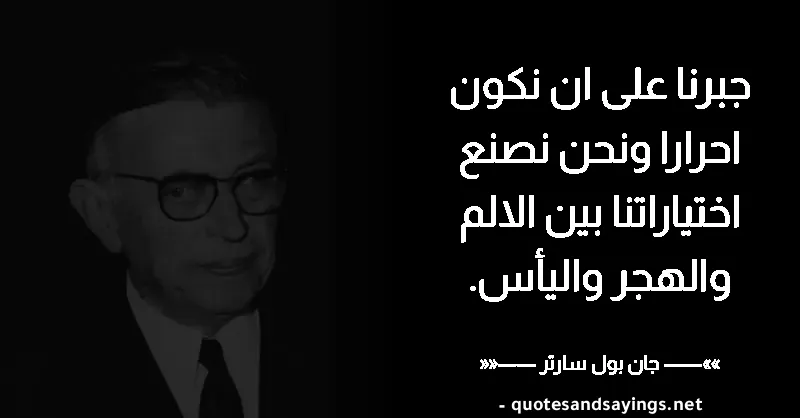 جبرنا على ان نكون
احرارا ونحن نصنع
اختياراتنا بين الالم
والهجر واليأس.
»»——— جان بول سارتر ———««
- quotesandsayings.net